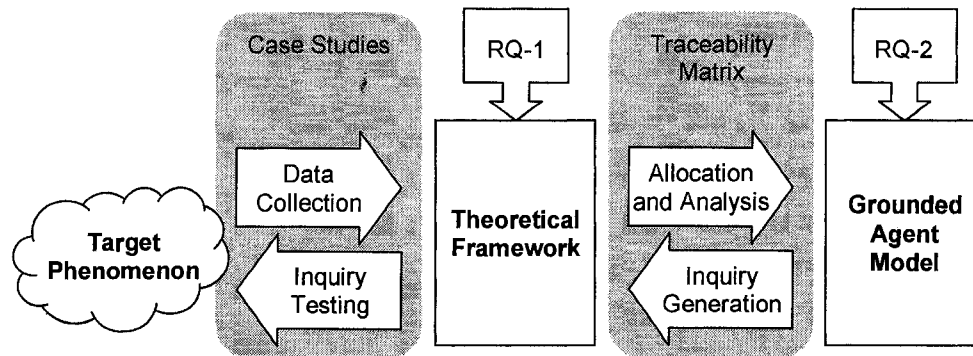 Case Studies
RQ-1
Traceability
Matrix
RQ-2
Data
Collection
Allocation
and Analysis
Target
Phenomenon
Theoretical
Framework
Grounded
Agent
Model
Inquiry
Testing
Inquiry
Generation